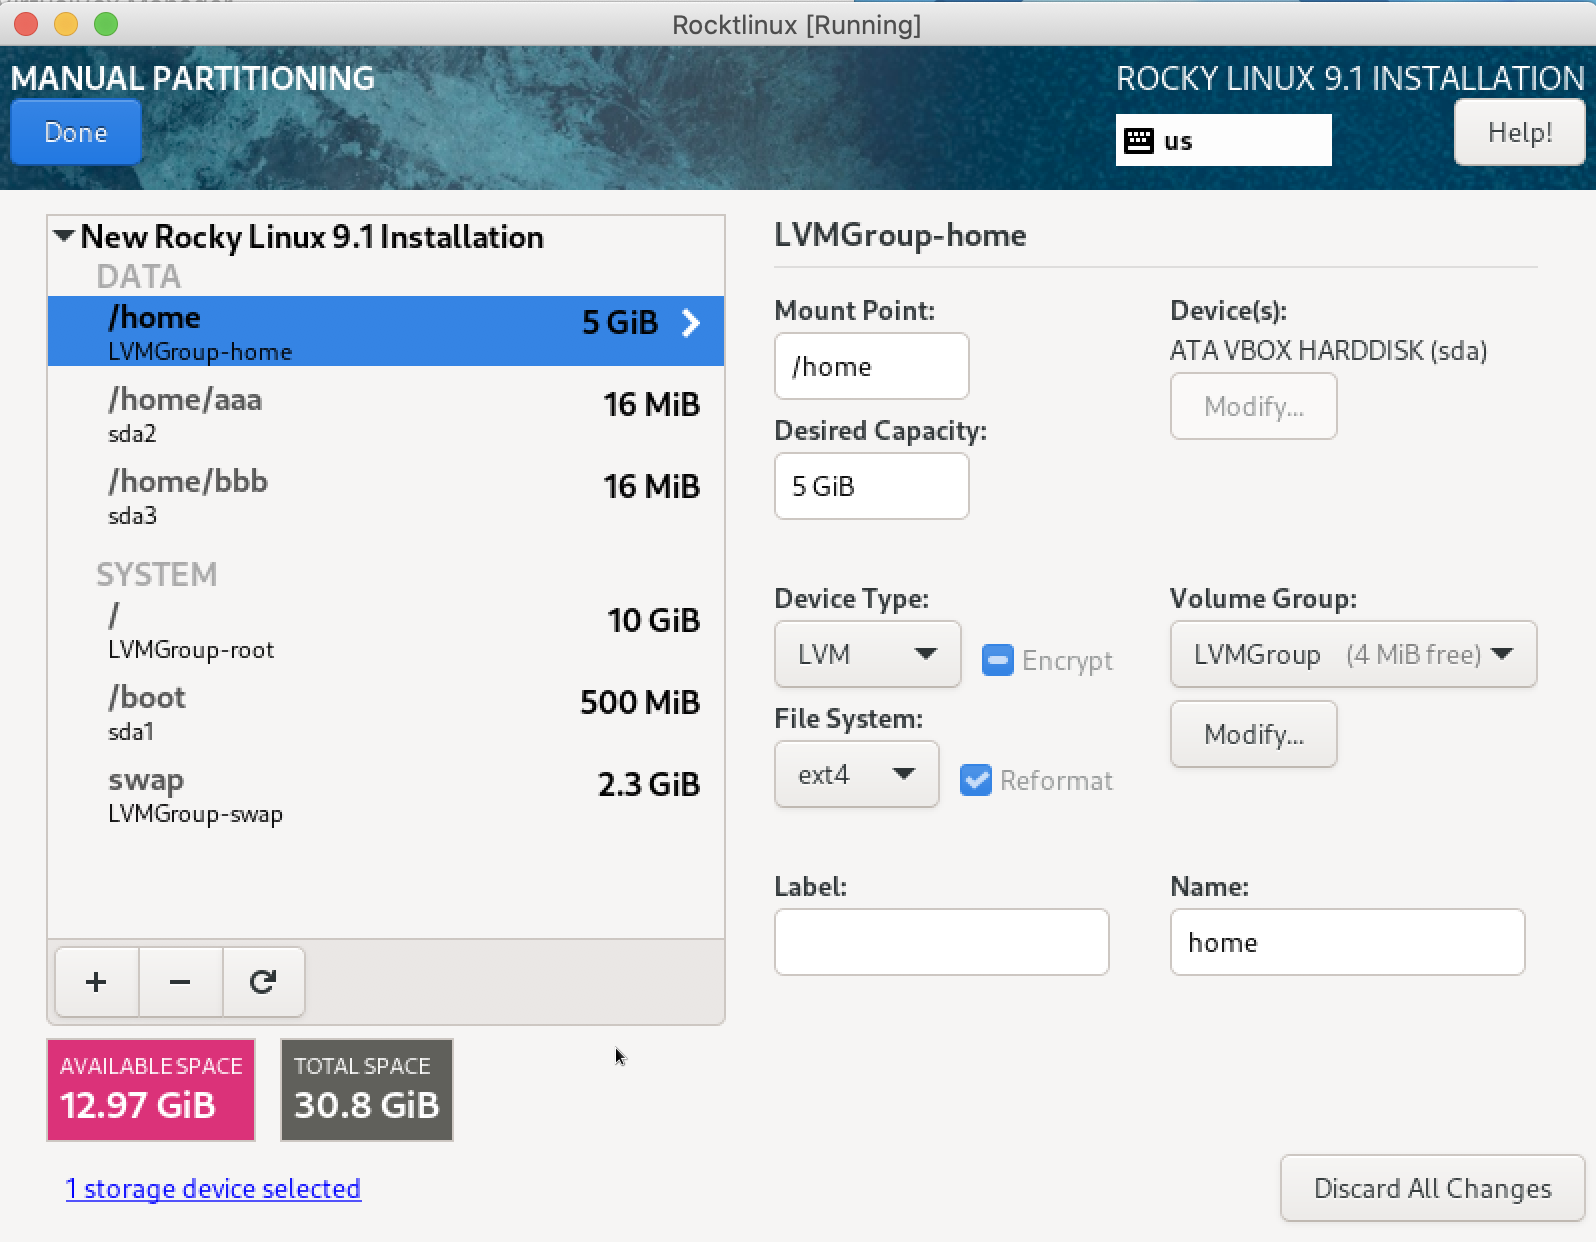 Rocktlinux [Running]
MANUAL PARTITIONING
ROCKY LINUX 9.1 INSTALLATION
Done
us
Help!
New Rocky Linux 9.1 Installation
DATA
/home
5 GiB
LVMGroup-home
/home/aaa
16 MiB
sda2
/home/bbb
16 MiB
sda3
SYSTEM
/
10 GiB
LVMGroup-root
/boot
500 MiB
sda1
swap
2.3 GiB
LVMGroup-swap
+ −
AVAILABLE SPACE
12.97 GiB
TOTAL SPACE
30.8 GiB
1 storage device selected
LVMGroup-home
Mount Point:
/home
Device(s):
ATA VBOX HARDDISK (sda)
Modify...
Desired Capacity:
5 GiB
Device Type:
LVM
Encrypt
Volume Group:
LVMGroup (4 MiB free)
Modify...
File System:
ext4
Reformat
Label:
Name:
home
Discard All Changes